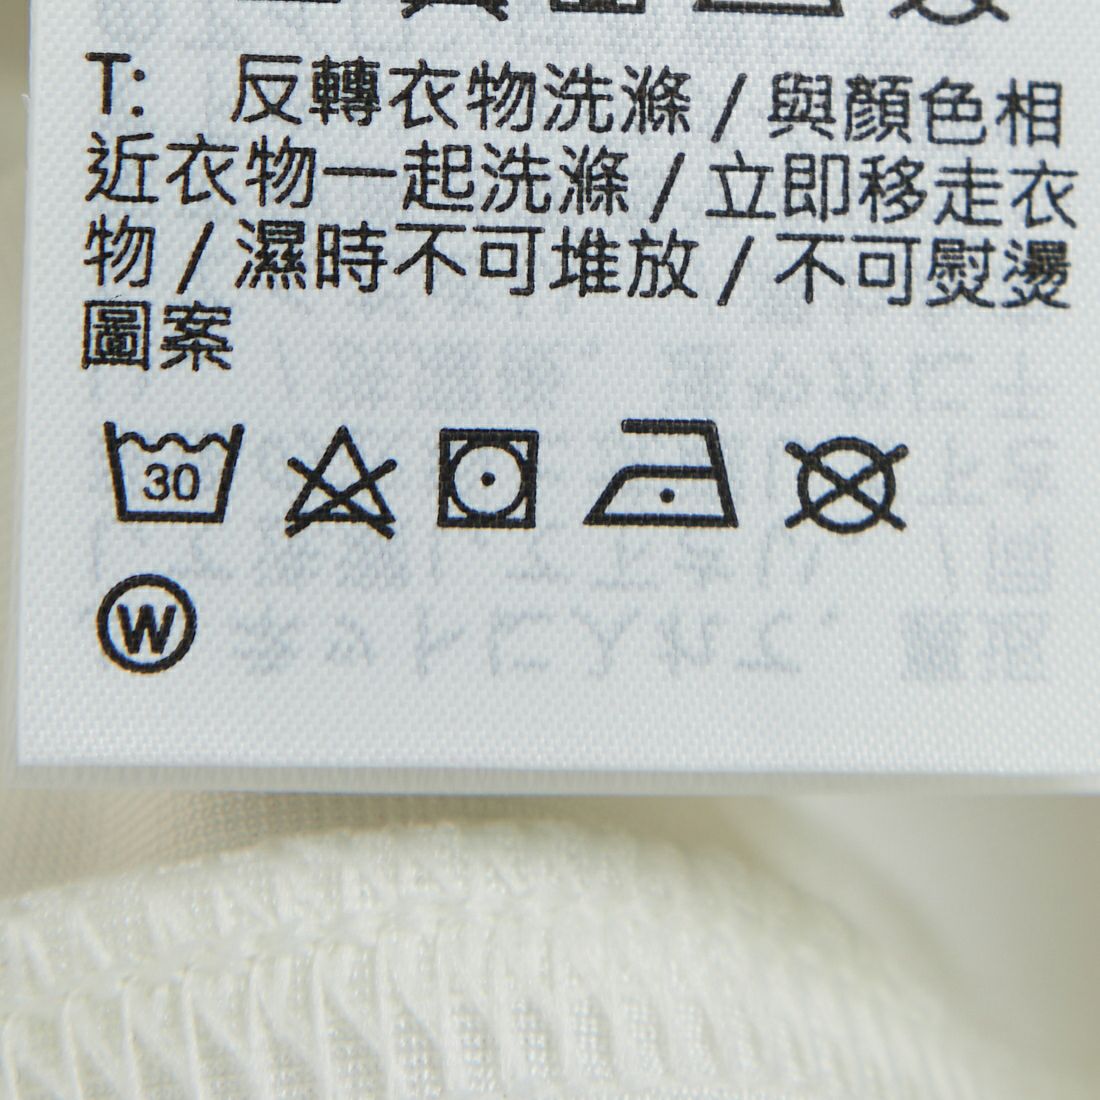 T: 反轉衣物洗滌 / 與顏色相
近衣物一起洗滌 / 立即移走衣
物 / 濕時不可堆放 / 不可熨燙
圖案
30
W